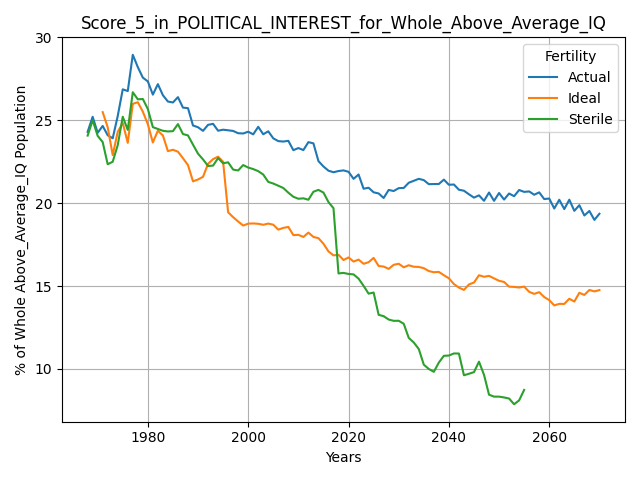 Score_5_in_POLITICAL_INTEREST_for_Whole_Above_Average_IQ
% of Whole Above_Average_IQ Population
30
25
20
15
10
Fertility
Actual
Ideal
Sterile
1980
2000
2020
2040
2060
Years